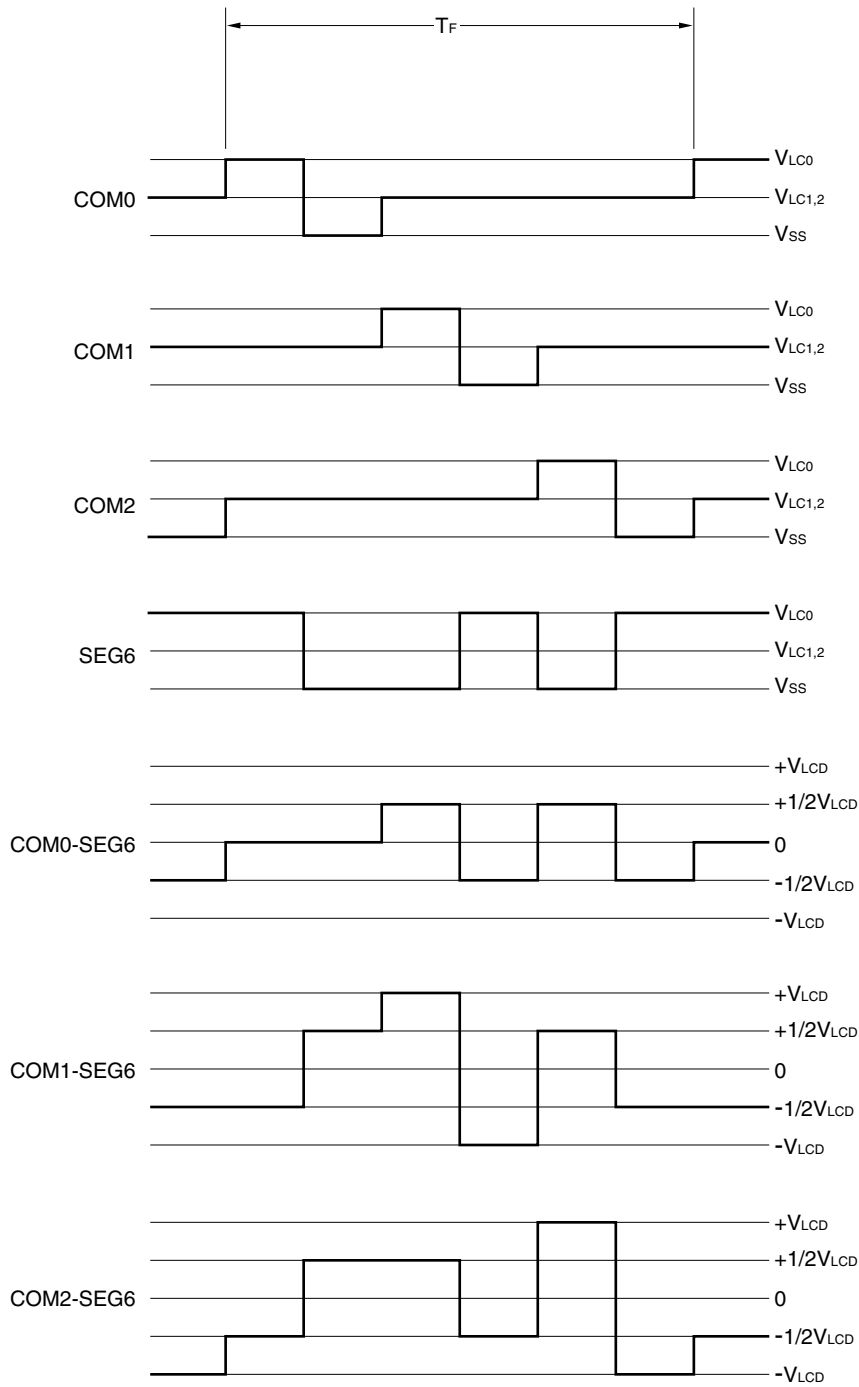 TF
COM0
VLC0
VLC1,2
VSS
COM1
VLC0
VLC1,2
VSS
COM2
VLC0
VLC1,2
VSS
SEG6
VLC0
VLC1,2
VSS
COM0-SEG6
+VLCD
+1/2VLCD
0
-1/2VLCD
-VLCD
COM1-SEG6
+VLCD
+1/2VLCD
0
-1/2VLCD
-VLCD
COM2-SEG6
+VLCD
+1/2VLCD
0
-1/2VLCD
-VLCD